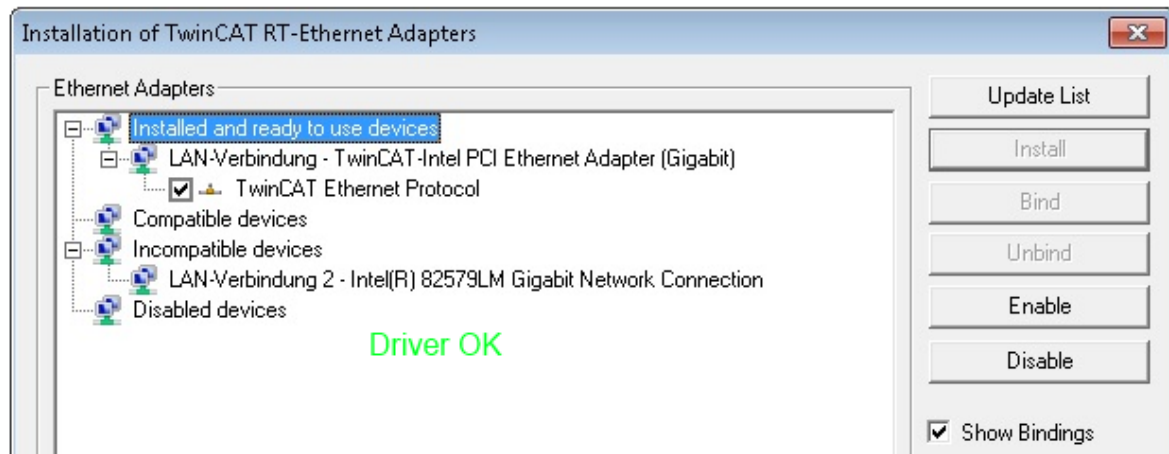 Installation of TwinCAT RT-Ethernet Adapters
Ethernet Adapters
Installed and ready to use devices
LAN-Verbindung - TwinCAT-Intel PCI Ethernet Adapter (Gigabit)
TwinCAT Ethernet Protocol
Compatible devices
Incompatible devices
LAN-Verbindung 2 - Intel(R) 82579LM Gigabit Network Connection
Disabled devices
Driver OK
Update List
Install
Bind
Unbind
Enable
Disable
Show Bindings